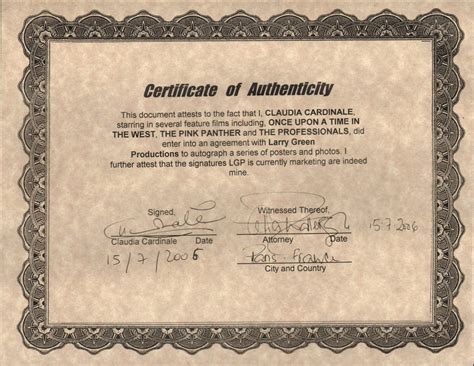 Certificate of Authenticity
This document attests to the fact that I, CLAUDIA CARDINALE,
starring in several feature films including, ONCE UPON A TIME IN
THE WEST, THE PINK PANTHER and THE PROFESSIONALS, did
enter into an agreement with Larry Green
Productions to autograph a series of posters and photos. I
further attest that the signatures LGP is currently marketing are indeed
mine.
Signed, Witnessed Thereof,
15.7.2006
Claudia Cardinale Date Attorney Date
15/7/2006 Paris - France
City and Country